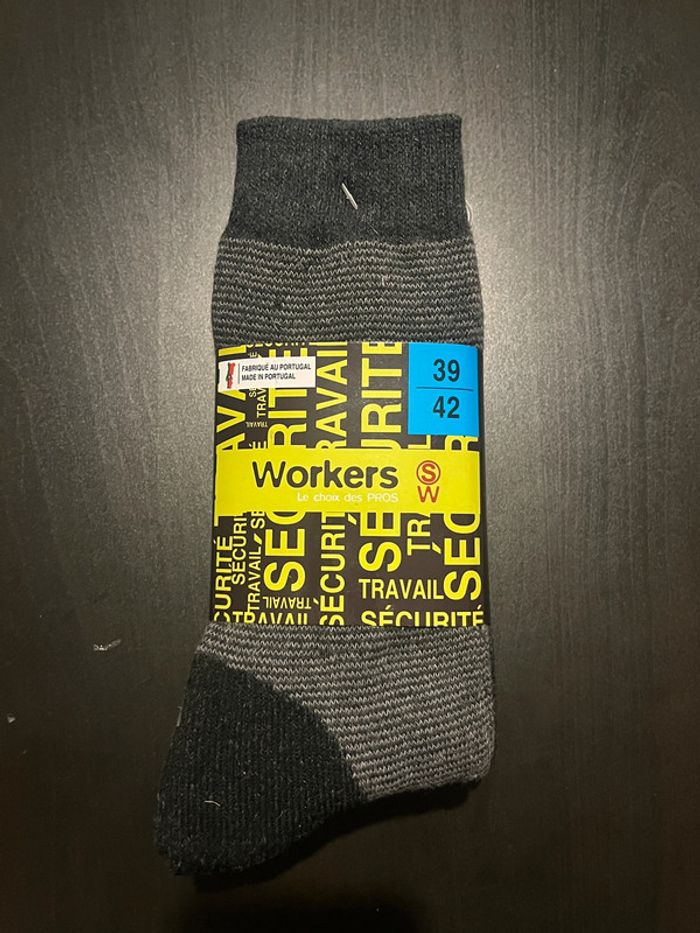 FABRIQUÉ AU PORTUGAL
MADE IN PORTUGAL
39
42
Workers
Le choix des PROS
S
W
SÉCURITÉ
TRAVAIL
SÉCURITÉ
TRAVAIL
SÉCURITÉ
TRAVAIL
TRAVAIL
SÉCURITÉ